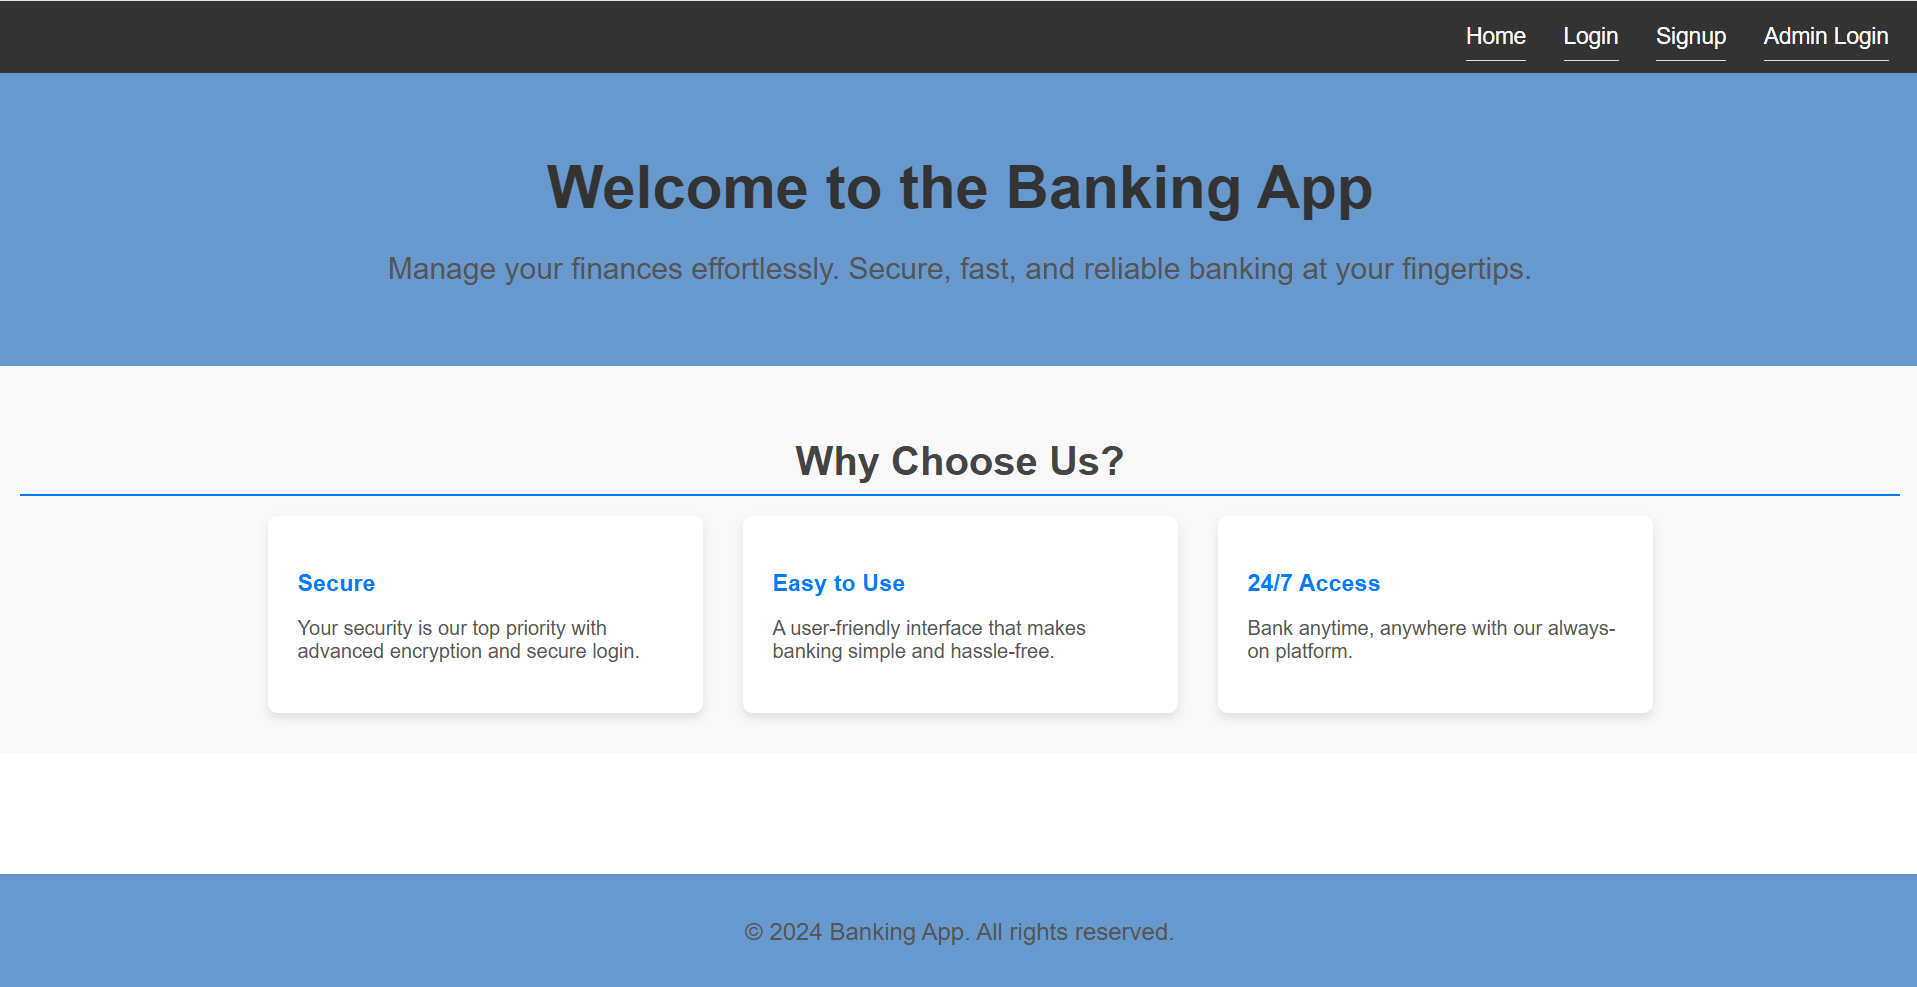 Home Login Signup Admin Login
Welcome to the Banking App
Manage your finances effortlessly. Secure, fast, and reliable banking at your fingertips.
Why Choose Us?
Secure
Your security is our top priority with
advanced encryption and secure login.
Easy to Use
A user-friendly interface that makes
banking simple and hassle-free.
24/7 Access
Bank anytime, anywhere with our always-
on platform.
© 2024 Banking App. All rights reserved.